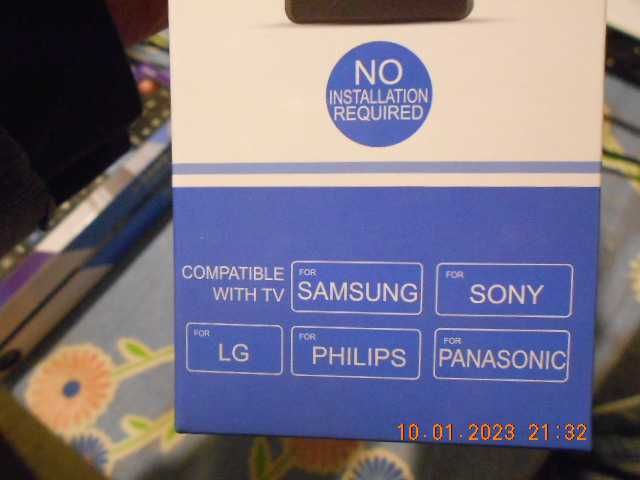 NO
INSTALLATION
REQUIRED
COMPATIBLE
WITH TV
FOR
SAMSUNG
FOR
SONY
FOR
LG
FOR
PHILIPS
FOR
PANASONIC
10.01.2023 21:32